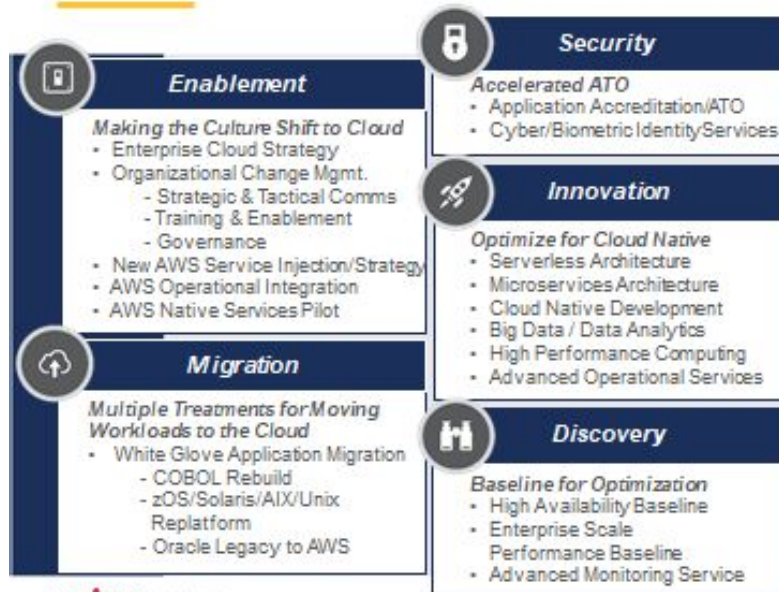 Enablement
Making the Culture Shift to Cloud
• Enterprise Cloud Strategy
• Organizational Change Mgmt.
- Strategic & Tactical Comms
- Training & Enablement
- Governance
• New AWS Service Injection/Strategy
• AWS Operational Integration
• AWS Native Services Pilot
Migration
Multiple Treatments for Moving
Workloads to the Cloud
• White Glove Application Migration
- COBOL Rebuild
- zOS/Solaris/AIX/Unix
Replatform
- Oracle Legacy to AWS
Security
Accelerated ATO
• Application Accreditation/ATO
• Cyber/Biometric Identity Services
Innovation
Optimize for Cloud Native
• Serverless Architecture
• Microservices Architecture
• Cloud Native Development
• Big Data / Data Analytics
• High Performance Computing
• Advanced Operational Services
Discovery
Baseline for Optimization
• High Availability Baseline
• Enterprise Scale
Performance Baseline
• Advanced Monitoring Service